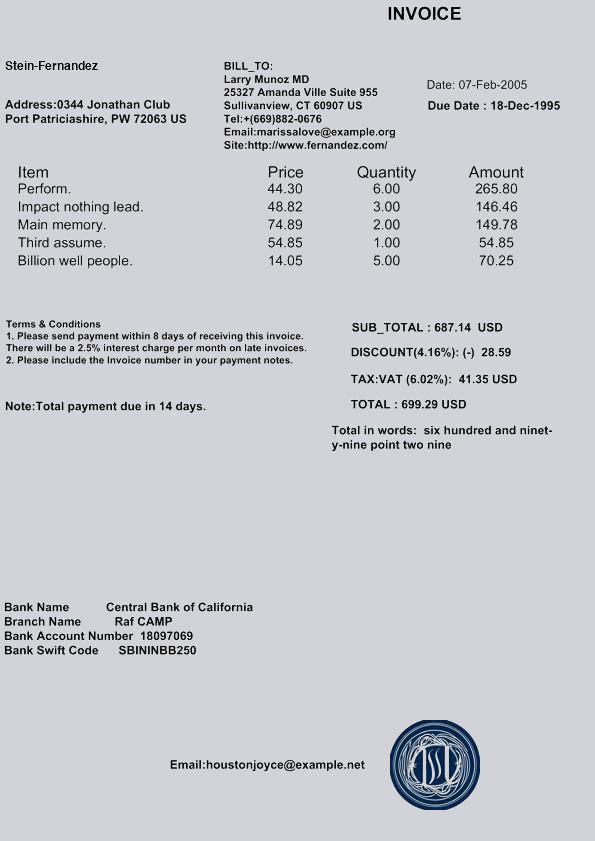 INVOICE
Stein-Fernandez
Address:0344 Jonathan Club
Port Patriciashire, PW 72063 US
BILL_TO:
Larry Munoz MD
25327 Amanda Ville Suite 955
Sullivanview, CT 60907 US
Tel:+(669)882-0676
Email:marissalove@example.org
Site:http://www.fernandez.com/
Date: 07-Feb-2005
Due Date : 18-Dec-1995
Item Price Quantity Amount
Perform. 44.30 6.00 265.80
Impact nothing lead. 48.82 3.00 146.46
Main memory. 74.89 2.00 149.78
Third assume. 54.85 1.00 54.85
Billion well people. 14.05 5.00 70.25
Terms & Conditions
1. Please send payment within 8 days of receiving this invoice.
There will be a 2.5% interest charge per month on late invoices.
2. Please include the Invoice number in your payment notes.
Note:Total payment due in 14 days.
SUB_TOTAL : 687.14 USD
DISCOUNT(4.16%): (-) 28.59
TAX:VAT (6.02%): 41.35 USD
TOTAL : 699.29 USD
Total in words: six hundred and ninet-
y-nine point two nine
Bank Name Central Bank of California
Branch Name Raf CAMP
Bank Account Number 18097069
Bank Swift Code SBININBB250
Email:houstonjoyce@example.net